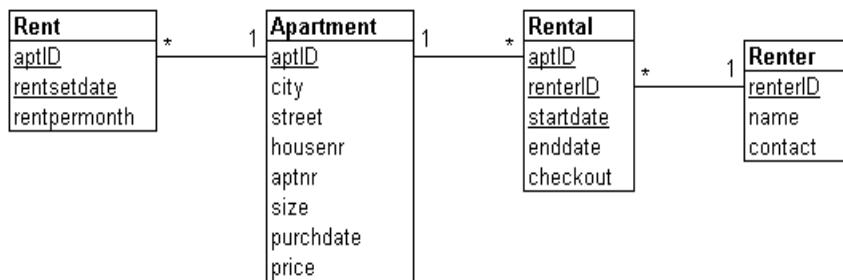 Rent
aptID
rentsetdate
rentpermonth
* 1
Apartment
aptID
city
street
housenr
aptnr
size
purchdate
price
1 *
Rental
aptID
renterID
startdate
enddate
checkout
* 1
Renter
renterID
name
contact